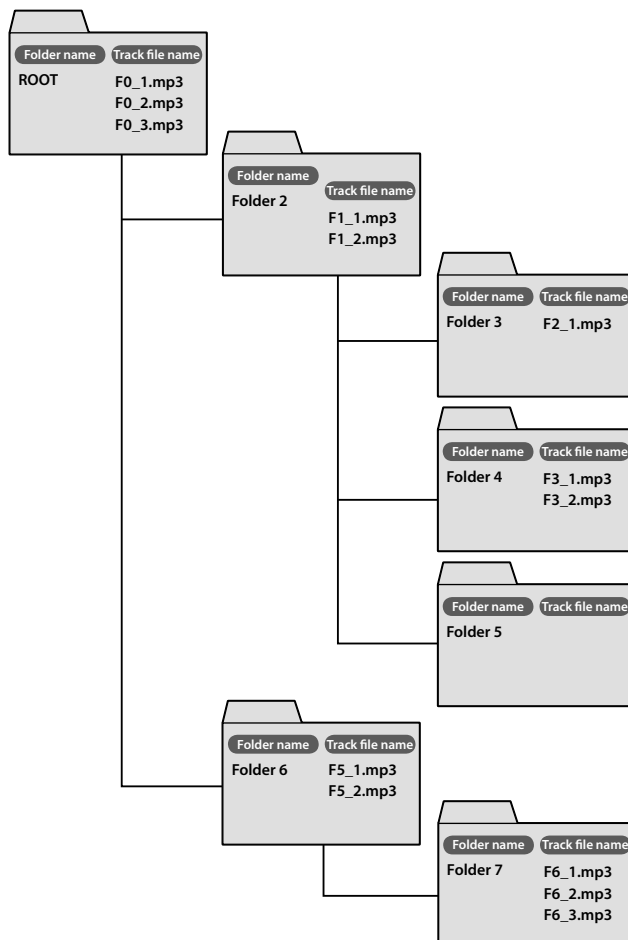 Folder name Track file name
ROOT F0_1.mp3
F0_2.mp3
F0_3.mp3
Folder name
Track file name
Folder 2
F1_1.mp3
F1_2.mp3
Folder name Track file name
Folder 3 F2_1.mp3
Folder name Track file name
Folder 4 F3_1.mp3
F3_2.mp3
Folder name Track file name
Folder 5
Folder name Track file name
Folder 6 F5_1.mp3
F5_2.mp3
Folder name Track file name
Folder 7 F6_1.mp3
F6_2.mp3
F6_3.mp3